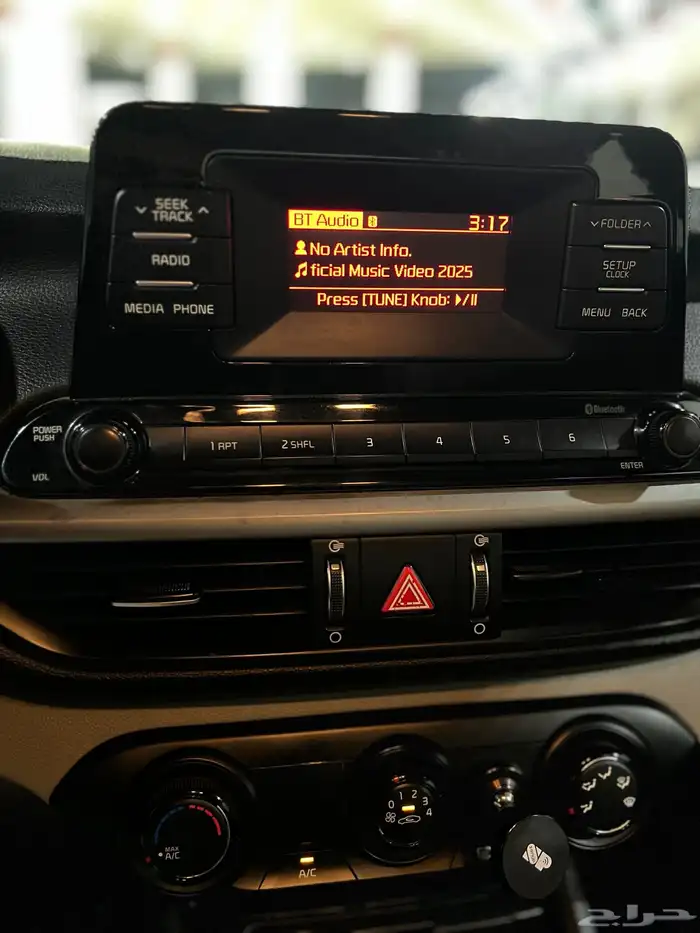 SEEK
TRACK
RADIO
MEDIA PHONE
BT Audio
3:17
No Artist Info.
ficial Music Video 2025
Press [TUNE] Knob:
FOLDER
SETUP
CLOCK
MENU BACK
POWER
PUSH
VOL
1 RPT
2 SHFL
3
4
5
6
Bluetooth
ENTER
MAX
A/C
0 1 2 3 4
A/C
حراج